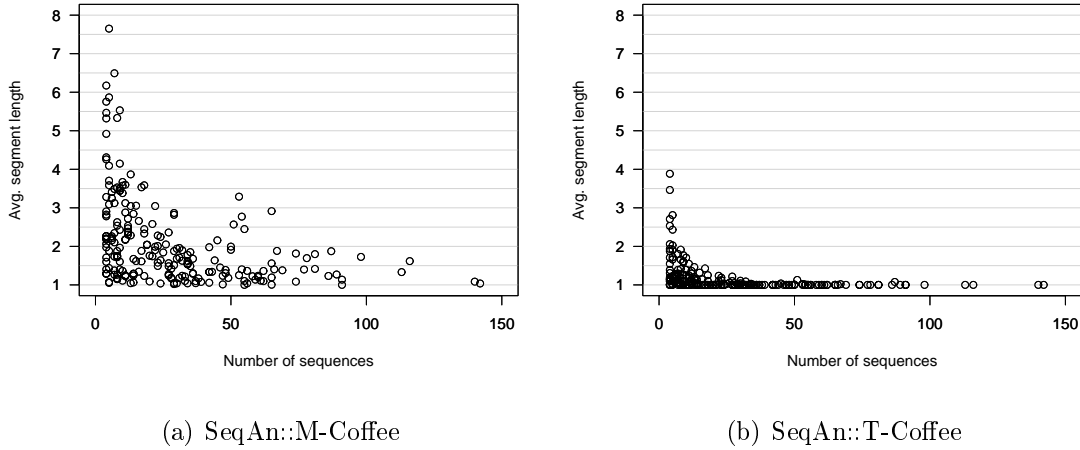 8
7
6
5
4
3
2
1
Avg. segment length
0 50 100 150
Number of sequences
(a) SeqAn::M-Coffee
8
7
6
5
4
3
2
1
Avg. segment length
0 50 100 150
Number of sequences
(b) SeqAn::T-Coffee